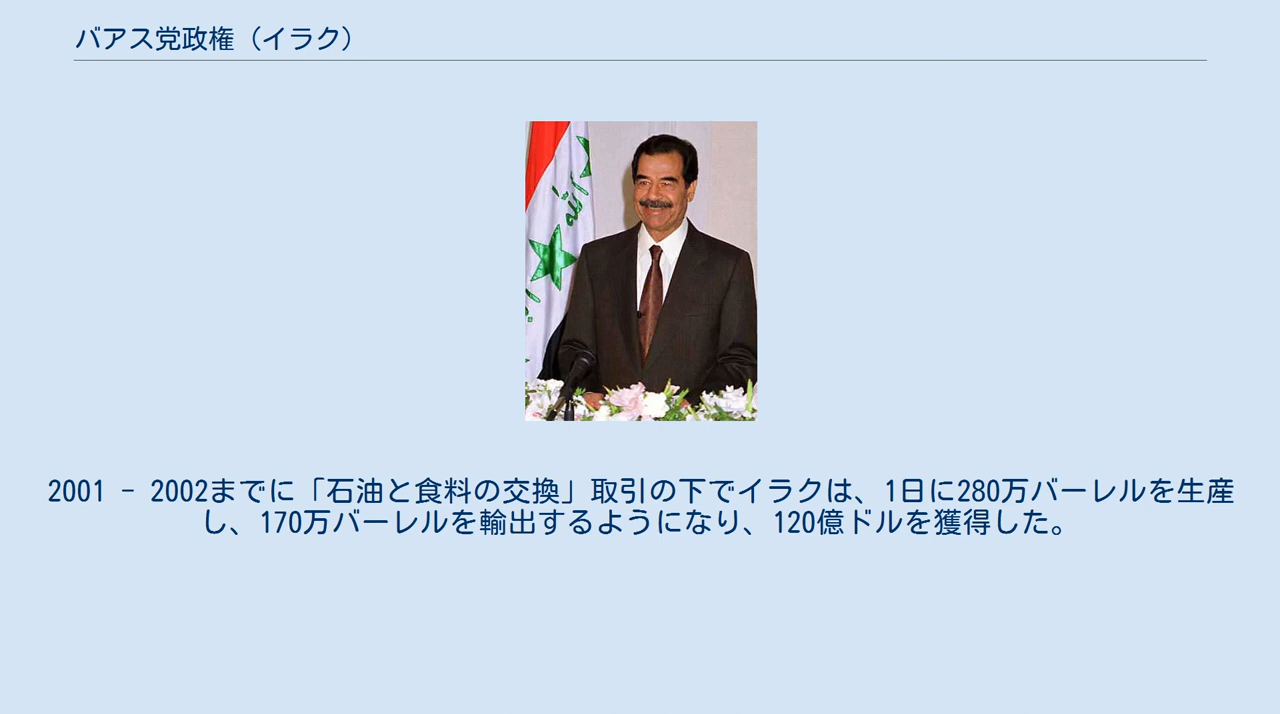 バアス党政権（イラク）
الله
2001 - 2002までに「石油と食料の交換」取引の下でイラクは、1日に280万バーレルを生産
し、170万バーレルを輸出するようになり、120億ドルを獲得した。